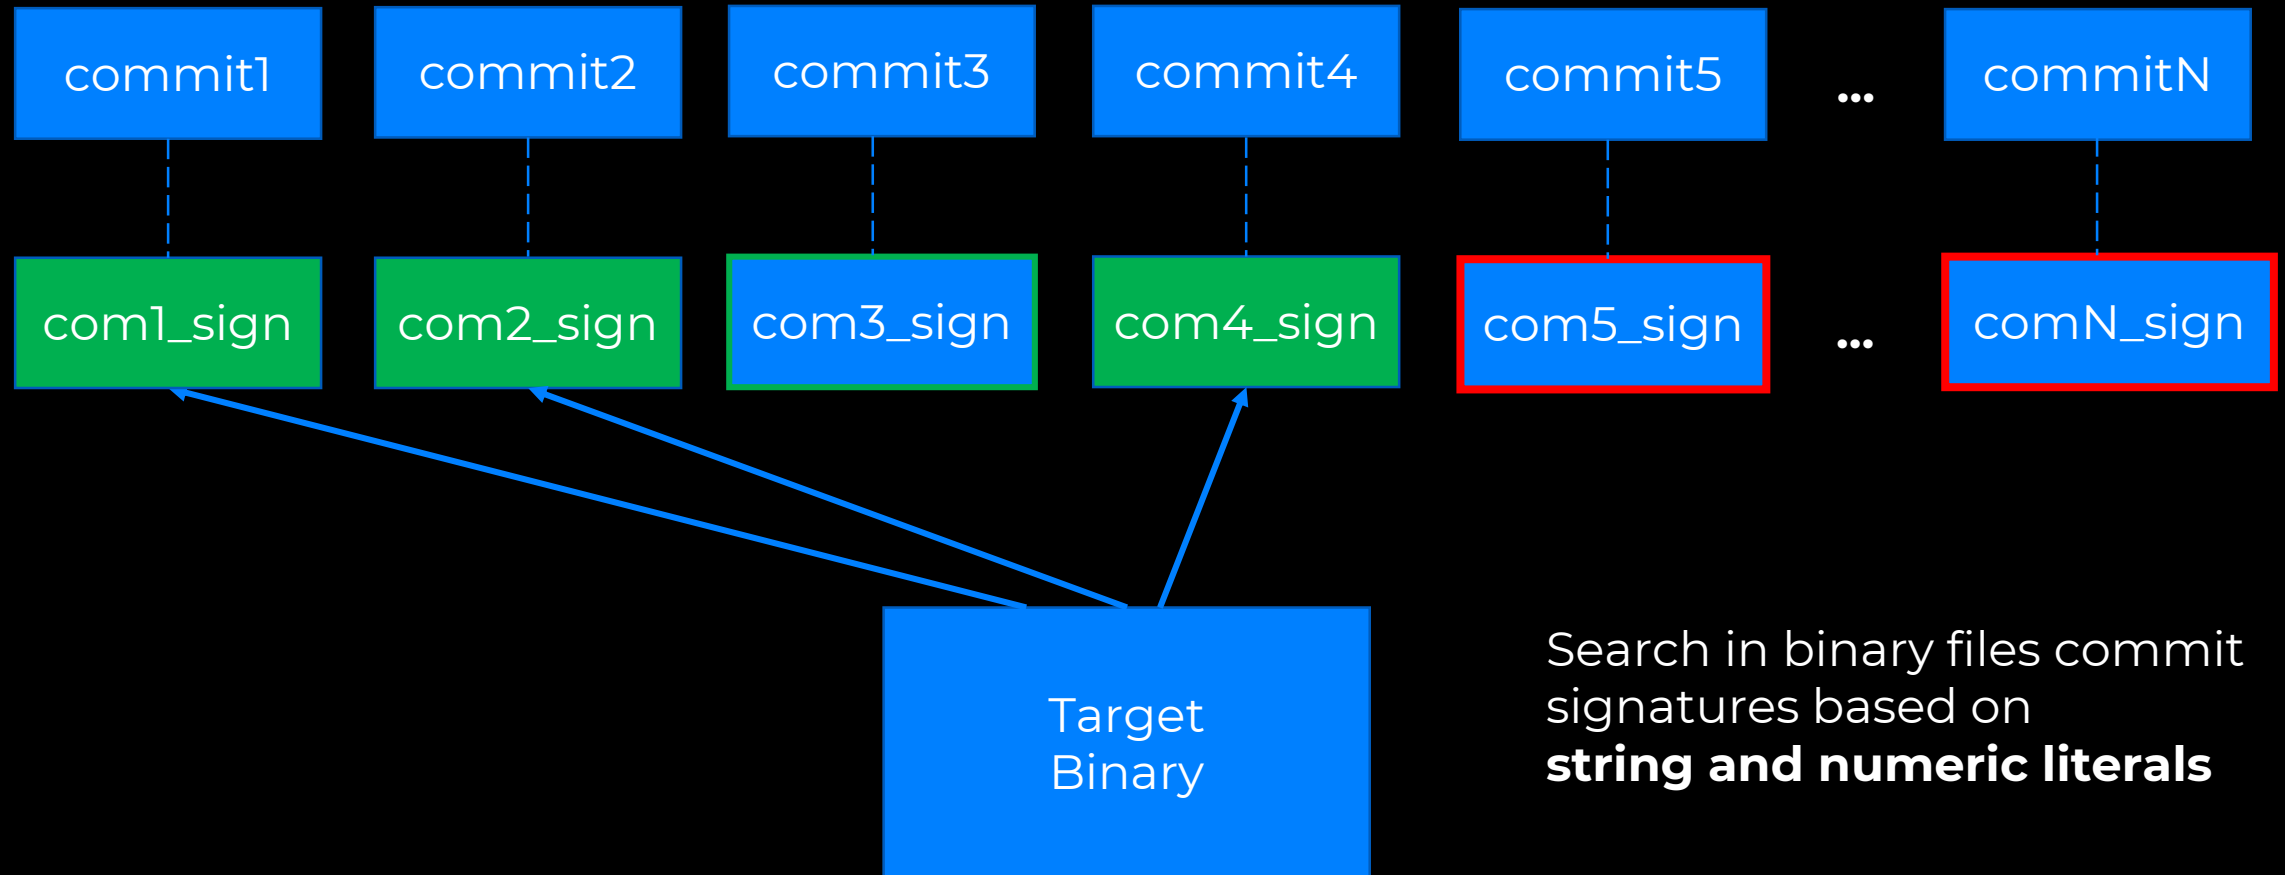 commit1
commit2
commit3
commit4
commit5
...
commitN
com1_sign
com2_sign
com3_sign
com4_sign
com5_sign
...
comN_sign
Target
Binary
Search in binary files commit
signatures based on
string and numeric literals